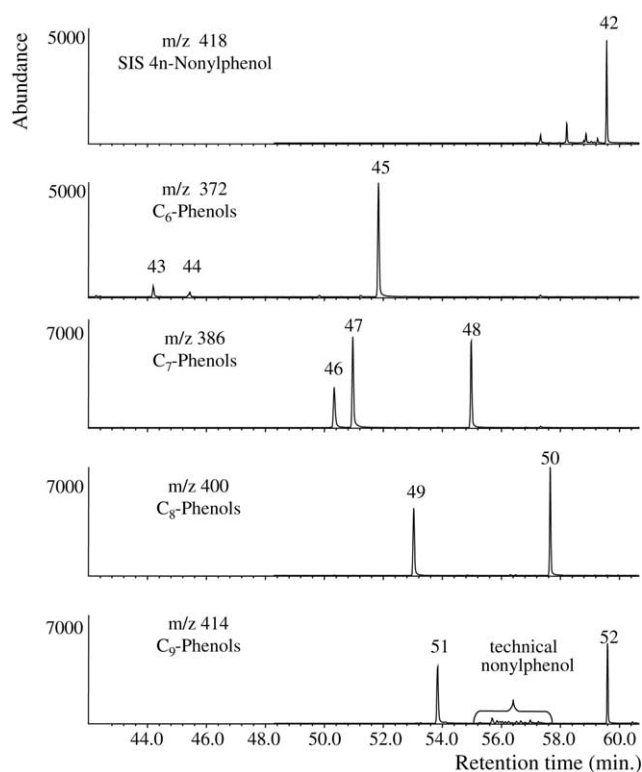 Abundance
5000
m/z 418
SIS 4n-Nonylphenol
42
5000
m/z 372
C₆-Phenols
43
44
45
7000
m/z 386
C₇-Phenols
46
47
48
7000
m/z 400
C₈-Phenols
49
50
7000
m/z 414
C₉-Phenols
51
technical
nonylphenol
52
44.0 46.0 48.0 50.0 52.0 54.0 56.0 58.0 60.0
Retention time (min.)